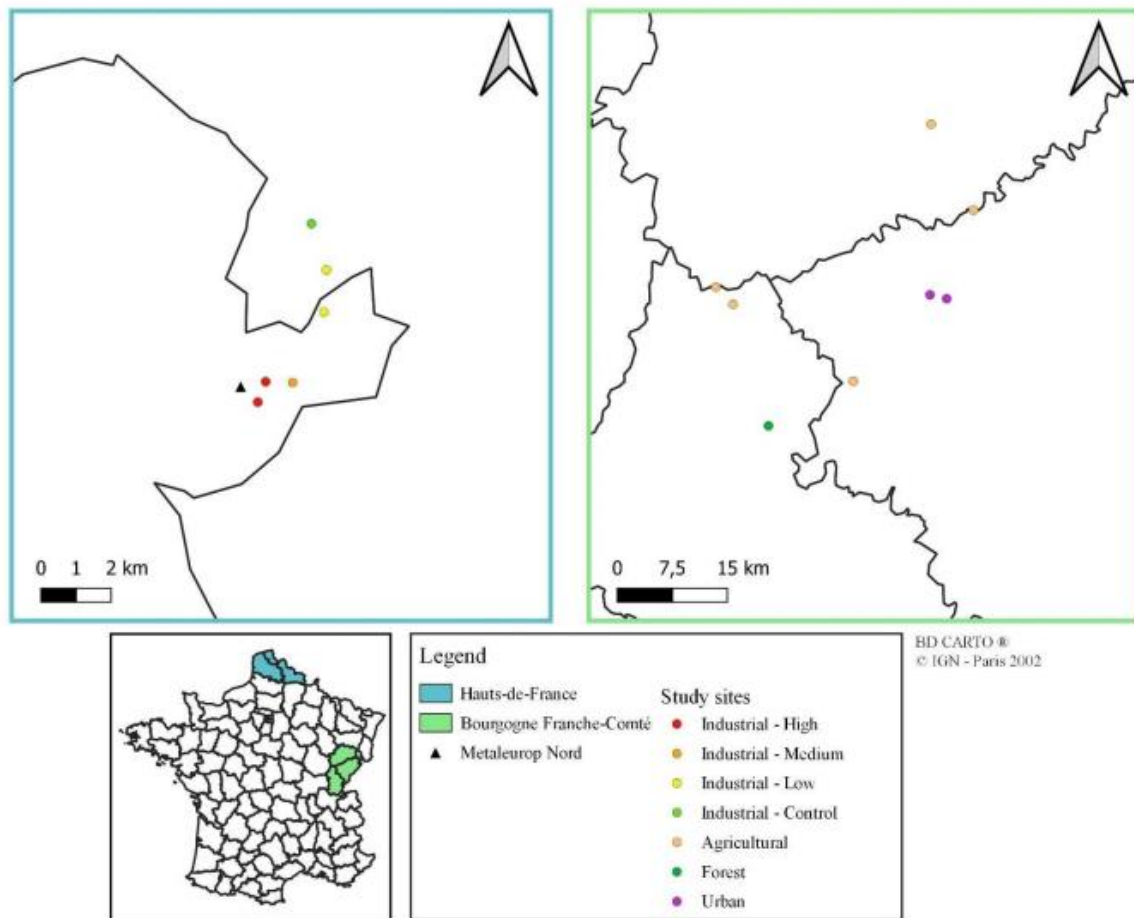 0 1 2 km
0 7,5 15 km
BD CARTO ®
© IGN - Paris 2002
Legend
Hauts-de-France
Bourgogne Franche-Comté
Metaleurop Nord
Study sites
Industrial - High
Industrial - Medium
Industrial - Low
Industrial - Control
Agricultural
Forest
Urban